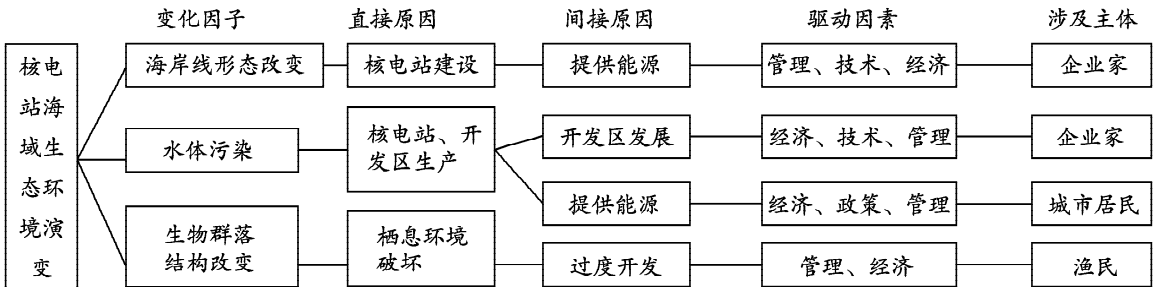 变化因子 直接原因 间接原因 驱动因素 涉及主体
核电
站海
域生
态环
境演
变
海岸线形态改变 核电站建设 提供能源 管理、技术、经济 企业家
水体污染
核电站、开
发区生产
开发区发展 经济、技术、管理 企业家
提供能源 经济、政策、管理 城市居民
生物群落
结构改变
栖息环境
破坏
过度开发 管理、经济 渔民